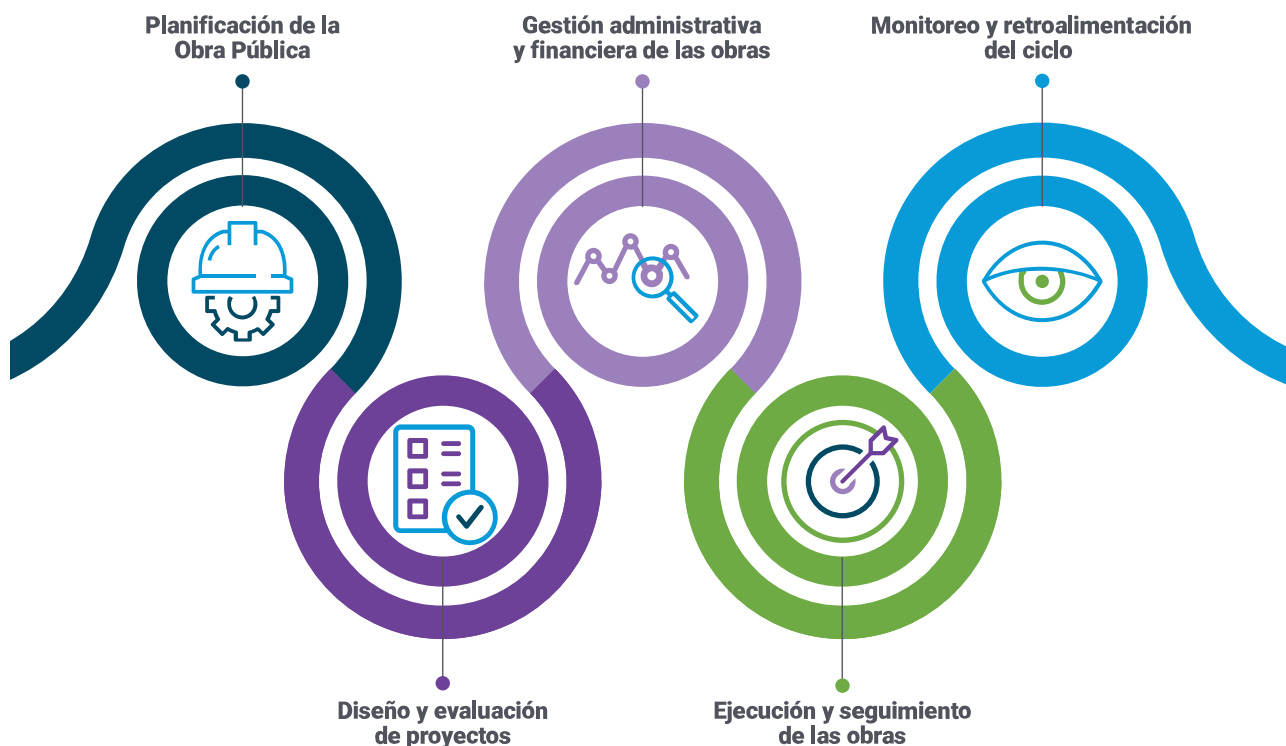 Planificación de la
Obra Pública
Gestión administrativa
y financiera de las obras
Monitoreo y retroalimentación
del ciclo
Diseño y evaluación
de proyectos
Ejecución y seguimiento
de las obras